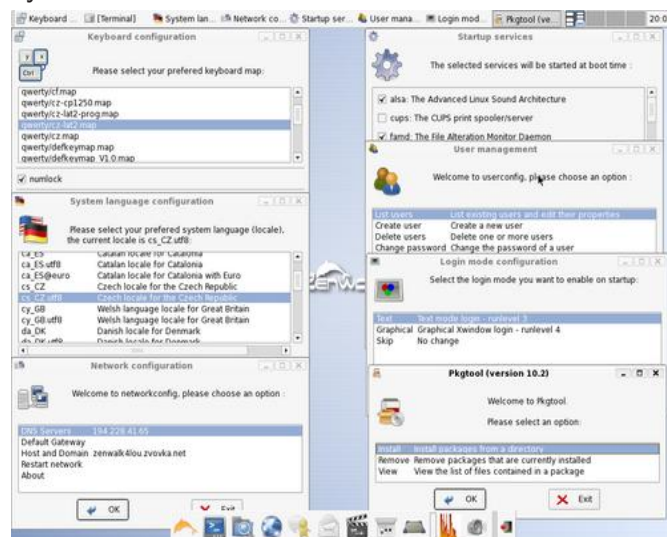 Keyboard ... [Terminal] System lan... Network co... Startup ser... User mana... Login mod... Pkgtool (ve... 20:0
Keyboard configuration
Y X
Ctrl
Please select your prefered keyboard map:
qwerty/cf.map
qwerty/cz-cp1250.map
qwerty/cz-lat2-prog.map
qwerty/cz-lat2.map
qwerty/cz.map
qwerty/defkeymap.map
qwerty/defkeymap_V1.0.map
numlock
System language configuration
Please select your prefered system language (locale),
the current locale is cs_CZ.utf8:
ca_ES Catalan locale for Catalonia
ca_ES.utf8 Catalan locale for Catalonia
ca_ES@euro Catalan locale for Catalonia with Euro
cs_CZ Czech locale for the Czech Republic
cs_CZ.utf8 Czech locale for the Czech Republic
cy_GB Welsh language locale for Great Britain
cy_GB.utf8 Welsh language locale for Great Britain
da_DK Danish locale for Denmark
da_DK.utf8 Danish locale for Denmark
Network configuration
Welcome to networkconfig, please choose an option :
DNS Servers 194.228.41.65
Default Gateway
Host and Domain zenwalk4lou.zvovka.net
Restart network
About
OK
Exit
Startup services
The selected services will be started at boot time :
alsa: The Advanced Linux Sound Architecture
cups: The CUPS print spooler/server
famd: The File Alteration Monitor Daemon
User management
Welcome to userconfig, please choose an option :
List users List existing users and edit their properties
Create user Create a new user
Delete users Delete one or more users
Change password Change the password of a user
Login mode configuration
Select the login mode you want to enable on startup:
Text Text mode login - runlevel 3
Graphical Graphical Xwindow login - runlevel 4
Skip No change
Pkgtool (version 10.2)
Welcome to Pkgtool.
Please select an option:
Install Install packages from a directory
Remove Remove packages that are currently installed
View View the list of files contained in a package
OK
Exit